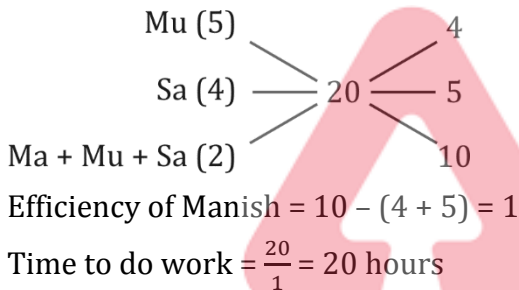 Mu (5) 4
Sa (4) 20 5
Ma + Mu + Sa (2) 10
Efficiency of Manish = 10 – (4 + 5) = 1
Time to do work = 20/1 = 20 hours